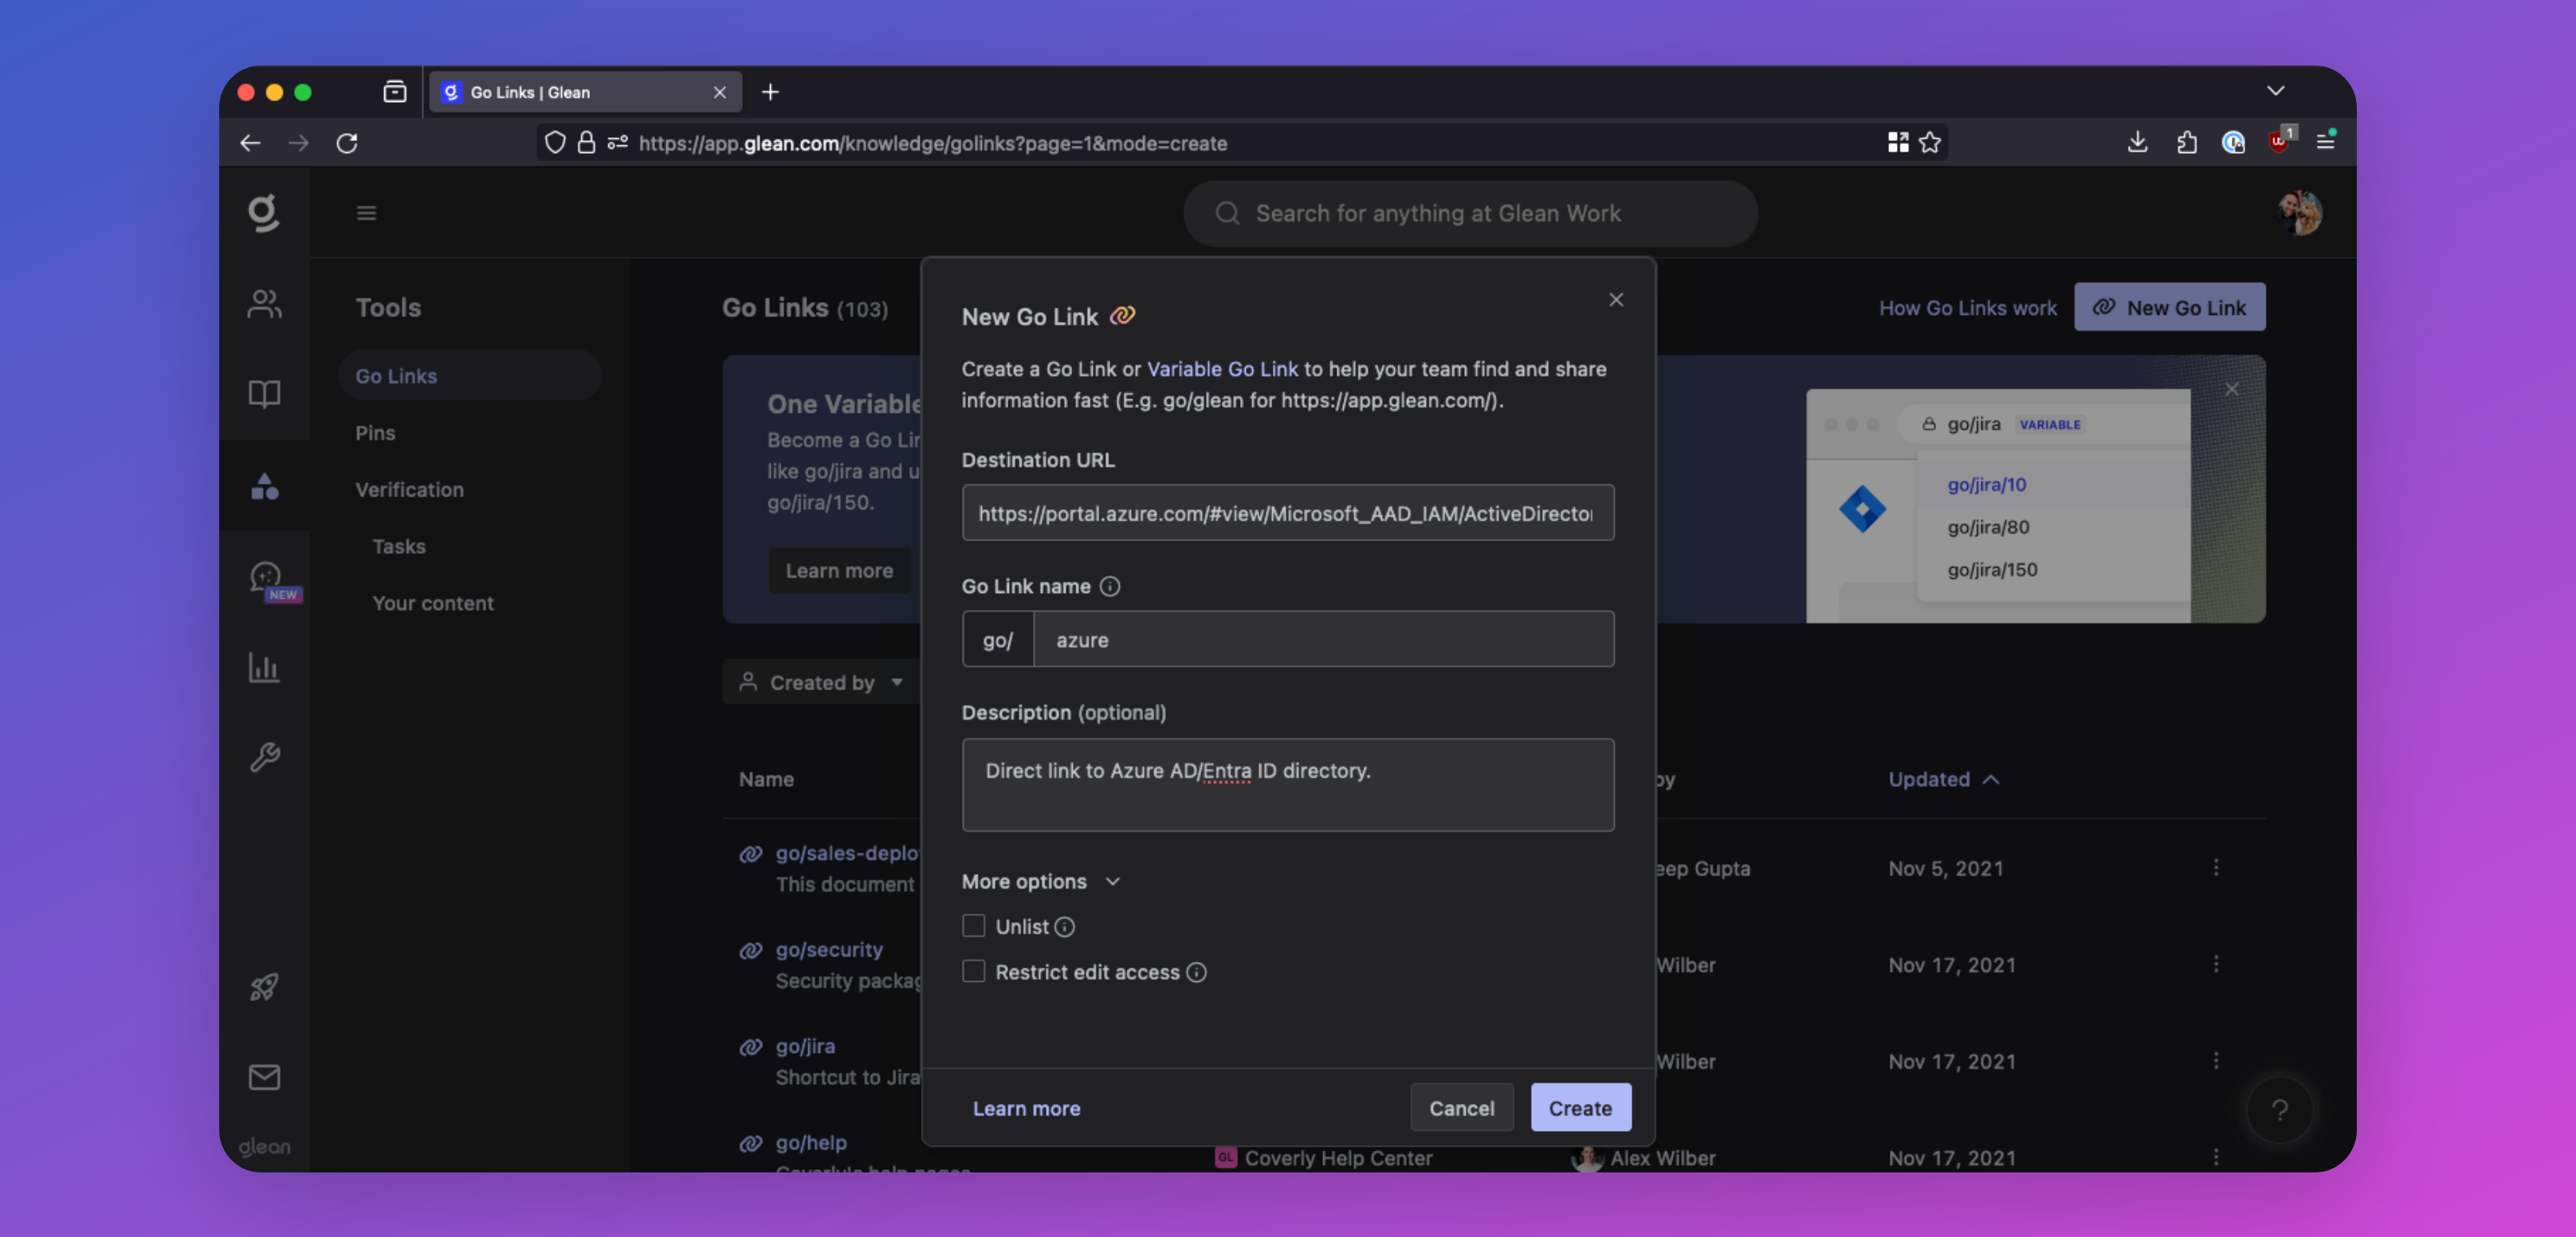 Go Links | Glean
https://app.glean.com/knowledge/golinks?page=1&mode=create
1
Search for anything at Glean Work
Tools
Go Links
Pins
Verification
Tasks
Your content
NEW
glean
Go Links (103)
How Go Links work
New Go Link
One Variable
Become a Go Lin
like go/jira and u
go/jira/150.
Learn more
go/jira VARIABLE
go/jira/10
go/jira/80
go/jira/150
Created by
Name
by
Updated
go/sales-deplo
This document
eep Gupta
Nov 5, 2021
go/security
Security packag
Wilber
Nov 17, 2021
go/jira
Shortcut to Jira
Wilber
Nov 17, 2021
go/help
Coverly's help pages
GL Coverly Help Center
Alex Wilber
Nov 17, 2021
New Go Link
Create a Go Link or Variable Go Link to help your team find and share
information fast (E.g. go/glean for https://app.glean.com/).
Destination URL
https://portal.azure.com/#view/Microsoft_AAD_IAM/ActiveDirector
Go Link name
go/ azure
Description (optional)
Direct link to Azure AD/Entra ID directory.
More options
Unlist
Restrict edit access
Learn more
Cancel
Create
?